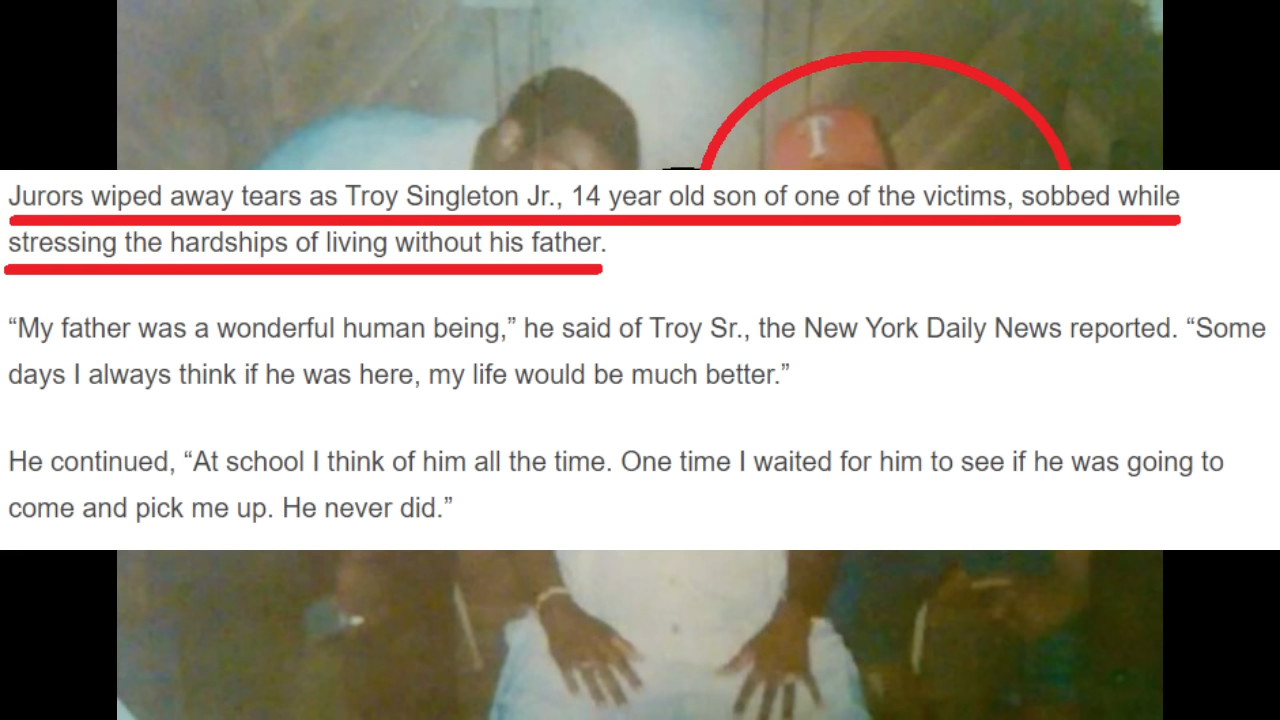 T
Jurors wiped away tears as Troy Singleton Jr., 14 year old son of one of the victims, sobbed while
stressing the hardships of living without his father.
“My father was a wonderful human being,” he said of Troy Sr., the New York Daily News reported. “Some
days I always think if he was here, my life would be much better.”
He continued, “At school I think of him all the time. One time I waited for him to see if he was going to
come and pick me up. He never did.”